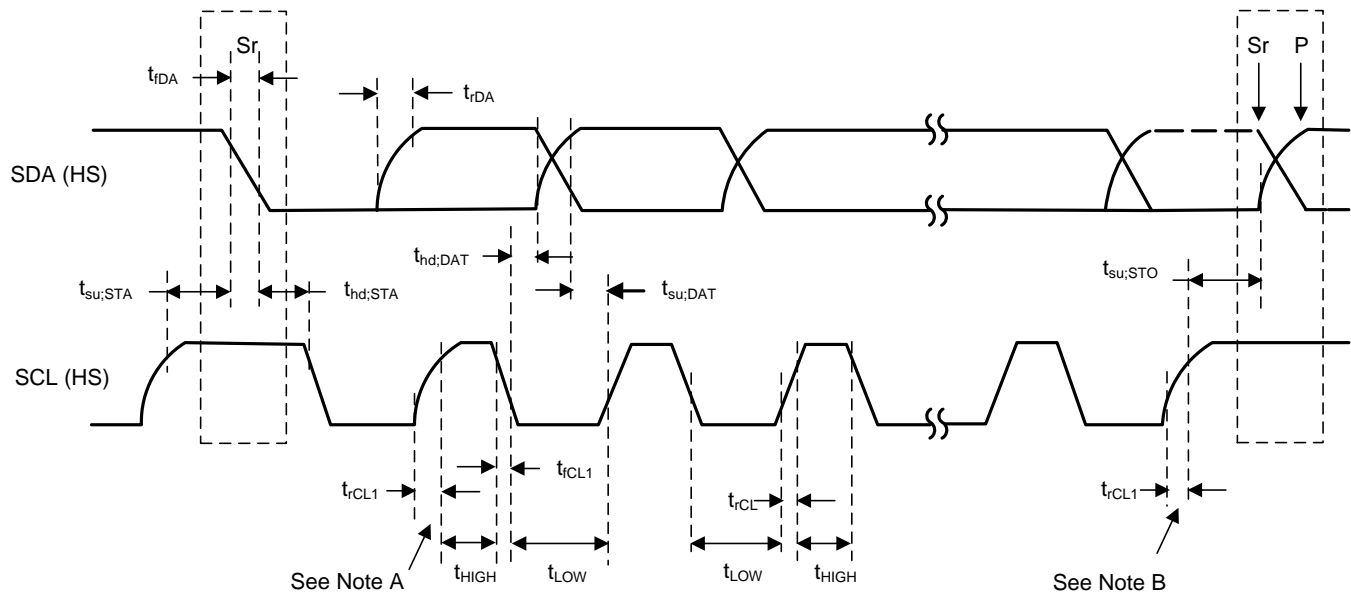 Sr
Sr P
tfDA
trDA
SDA (HS)
thd;DAT
tsu;STO
tsu;STA
thd;STA
tsu;DAT
SCL (HS)
tfCL1
trCL1
trCL
trCL1
tHIGH
tLOW
tLOW
tHIGH
See Note A
See Note B